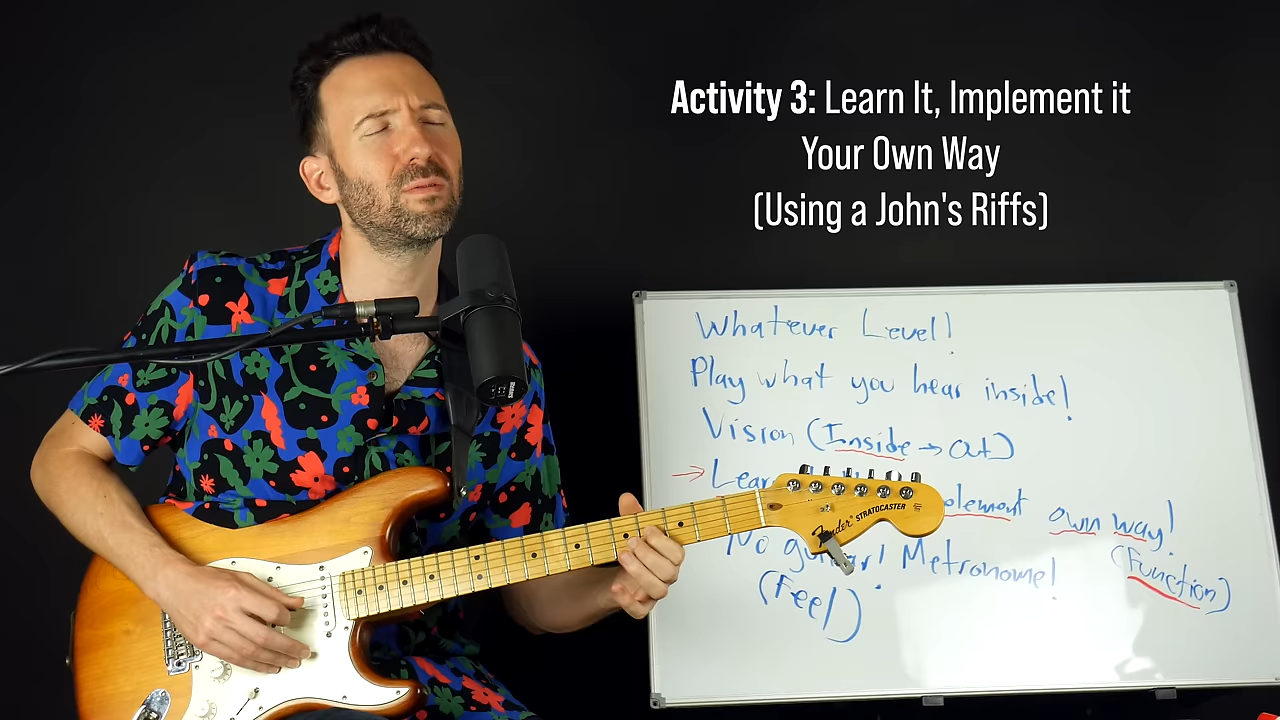 Activity 3: Learn It, Implement it
Your Own Way
(Using a John's Riffs)
Whatever Level!
Play what you hear inside!
Vision (Inside → Out)
→ Lear
plement own way!
(Function)
No guitar! Metronome!
(Feel)
Fender STRATOCASTER